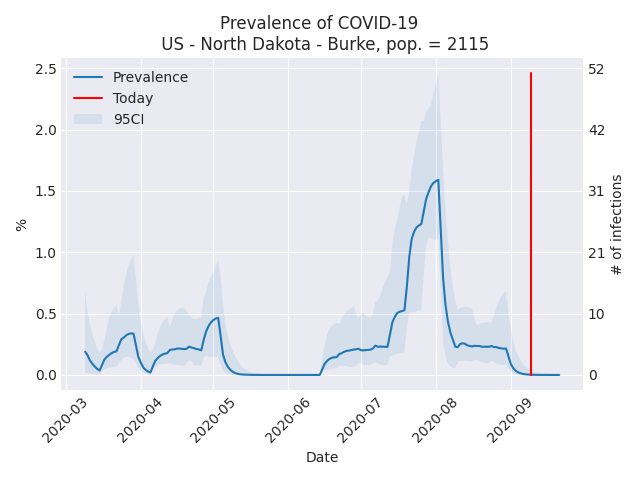 Prevalence of COVID-19
US - North Dakota - Burke, pop. = 2115
Prevalence
Today
95CI
2.5
2.0
1.5
1.0
0.5
0.0
%
52
42
31
21
10
0
# of infections
2020-03
2020-04
2020-05
2020-06
2020-07
2020-08
2020-09
Date